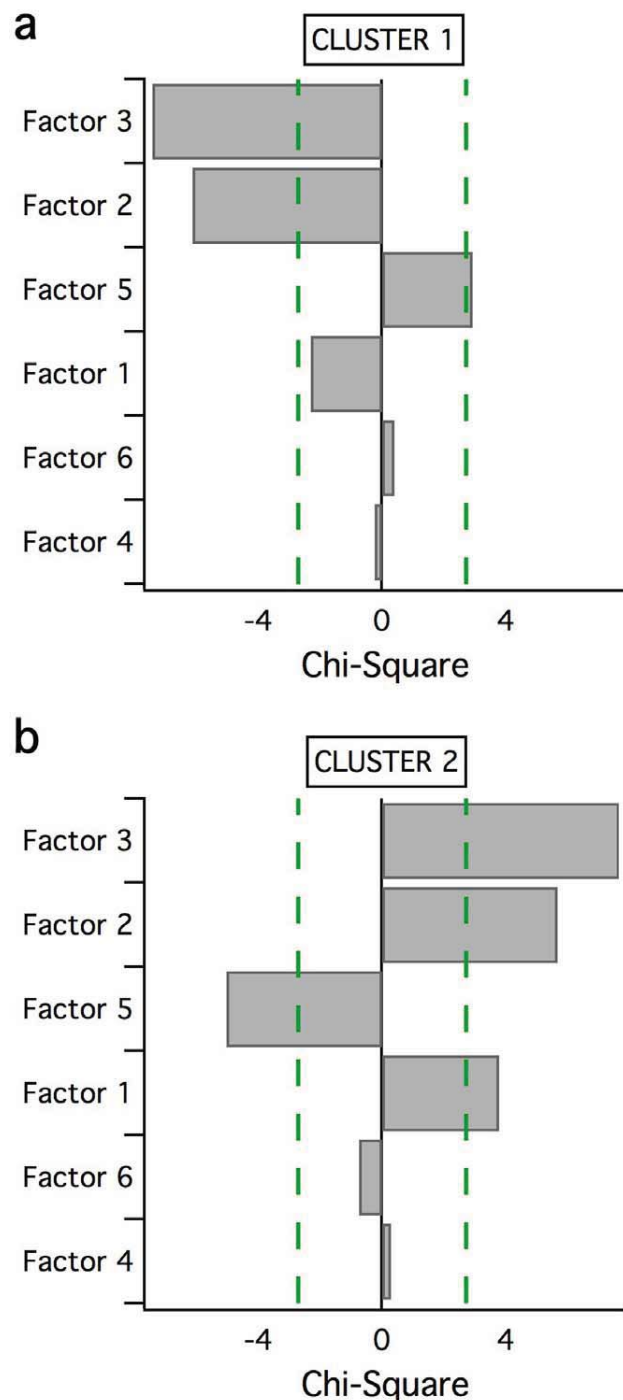 a
CLUSTER 1
Factor 3
Factor 2
Factor 5
Factor 1
Factor 6
Factor 4
-4 0 4
Chi-Square
b
CLUSTER 2
Factor 3
Factor 2
Factor 5
Factor 1
Factor 6
Factor 4
-4 0 4
Chi-Square